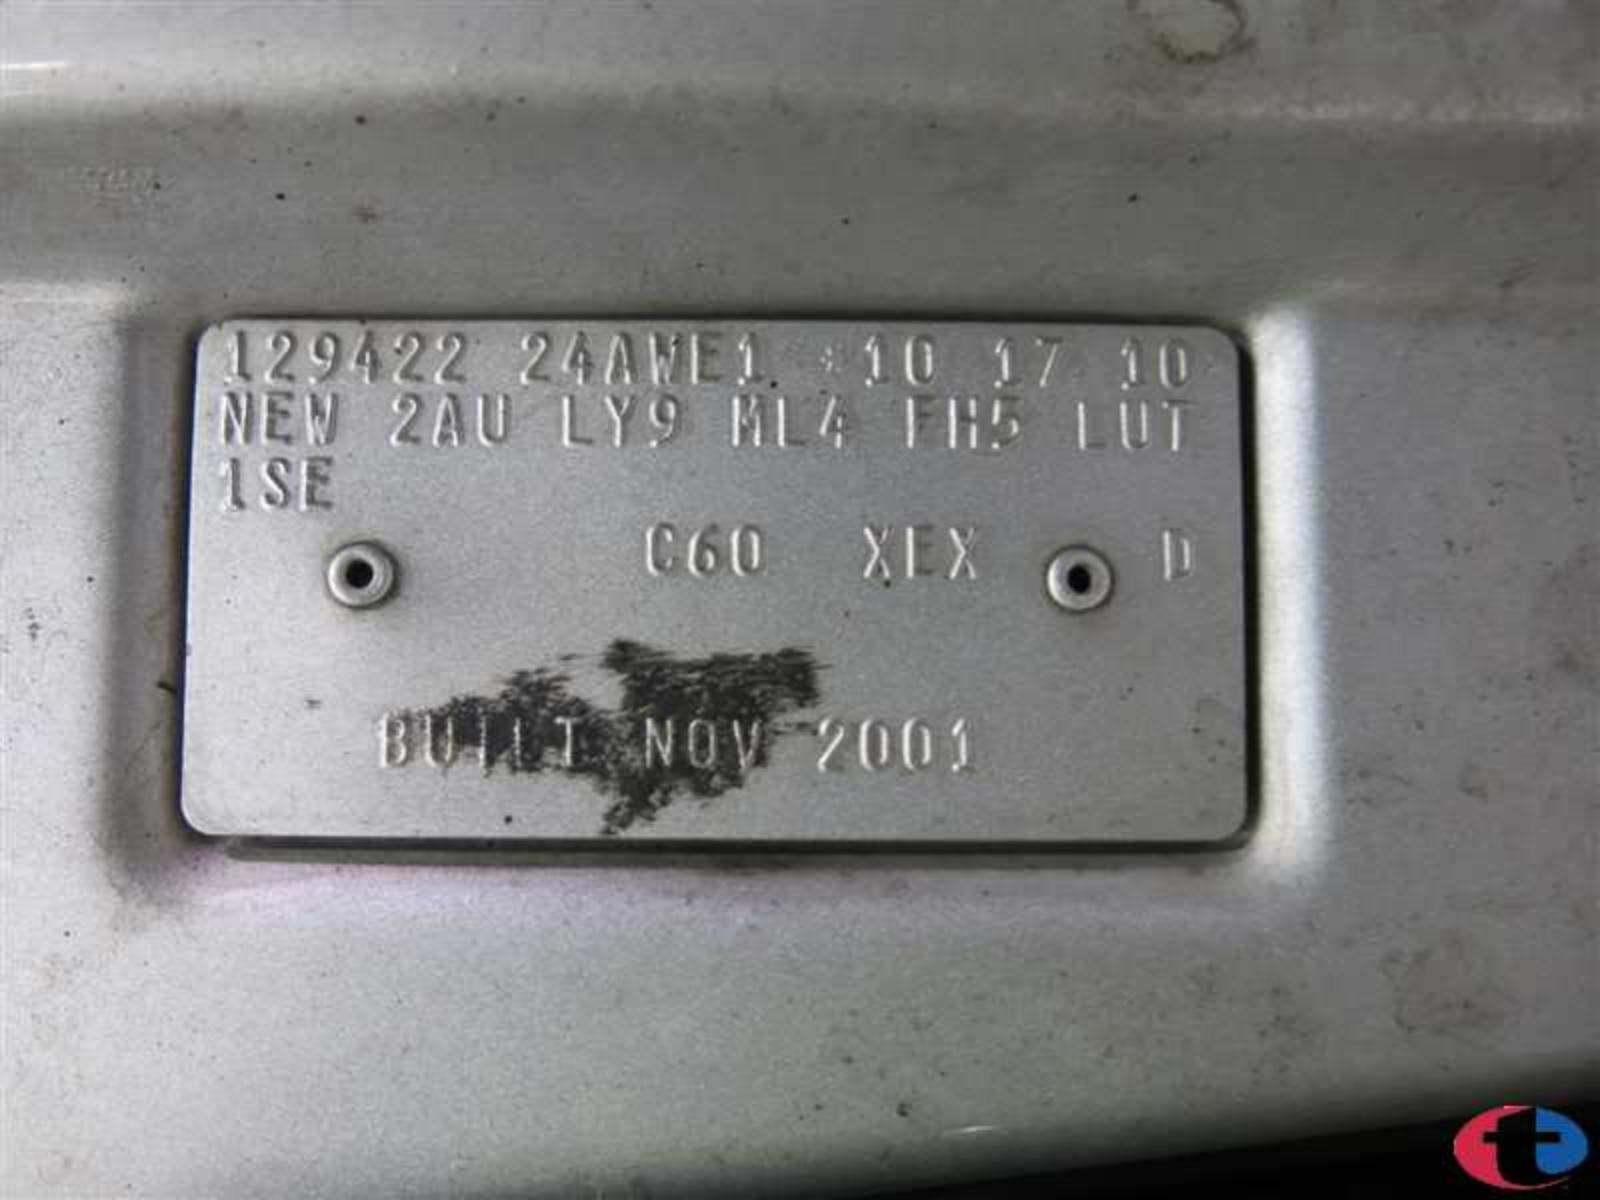 129422 24AWE1 10 17 10
NEW 2AU LY9 ML4 FH5 LUT
1SE
C60 XEX D
BUILT NOV 2001
t